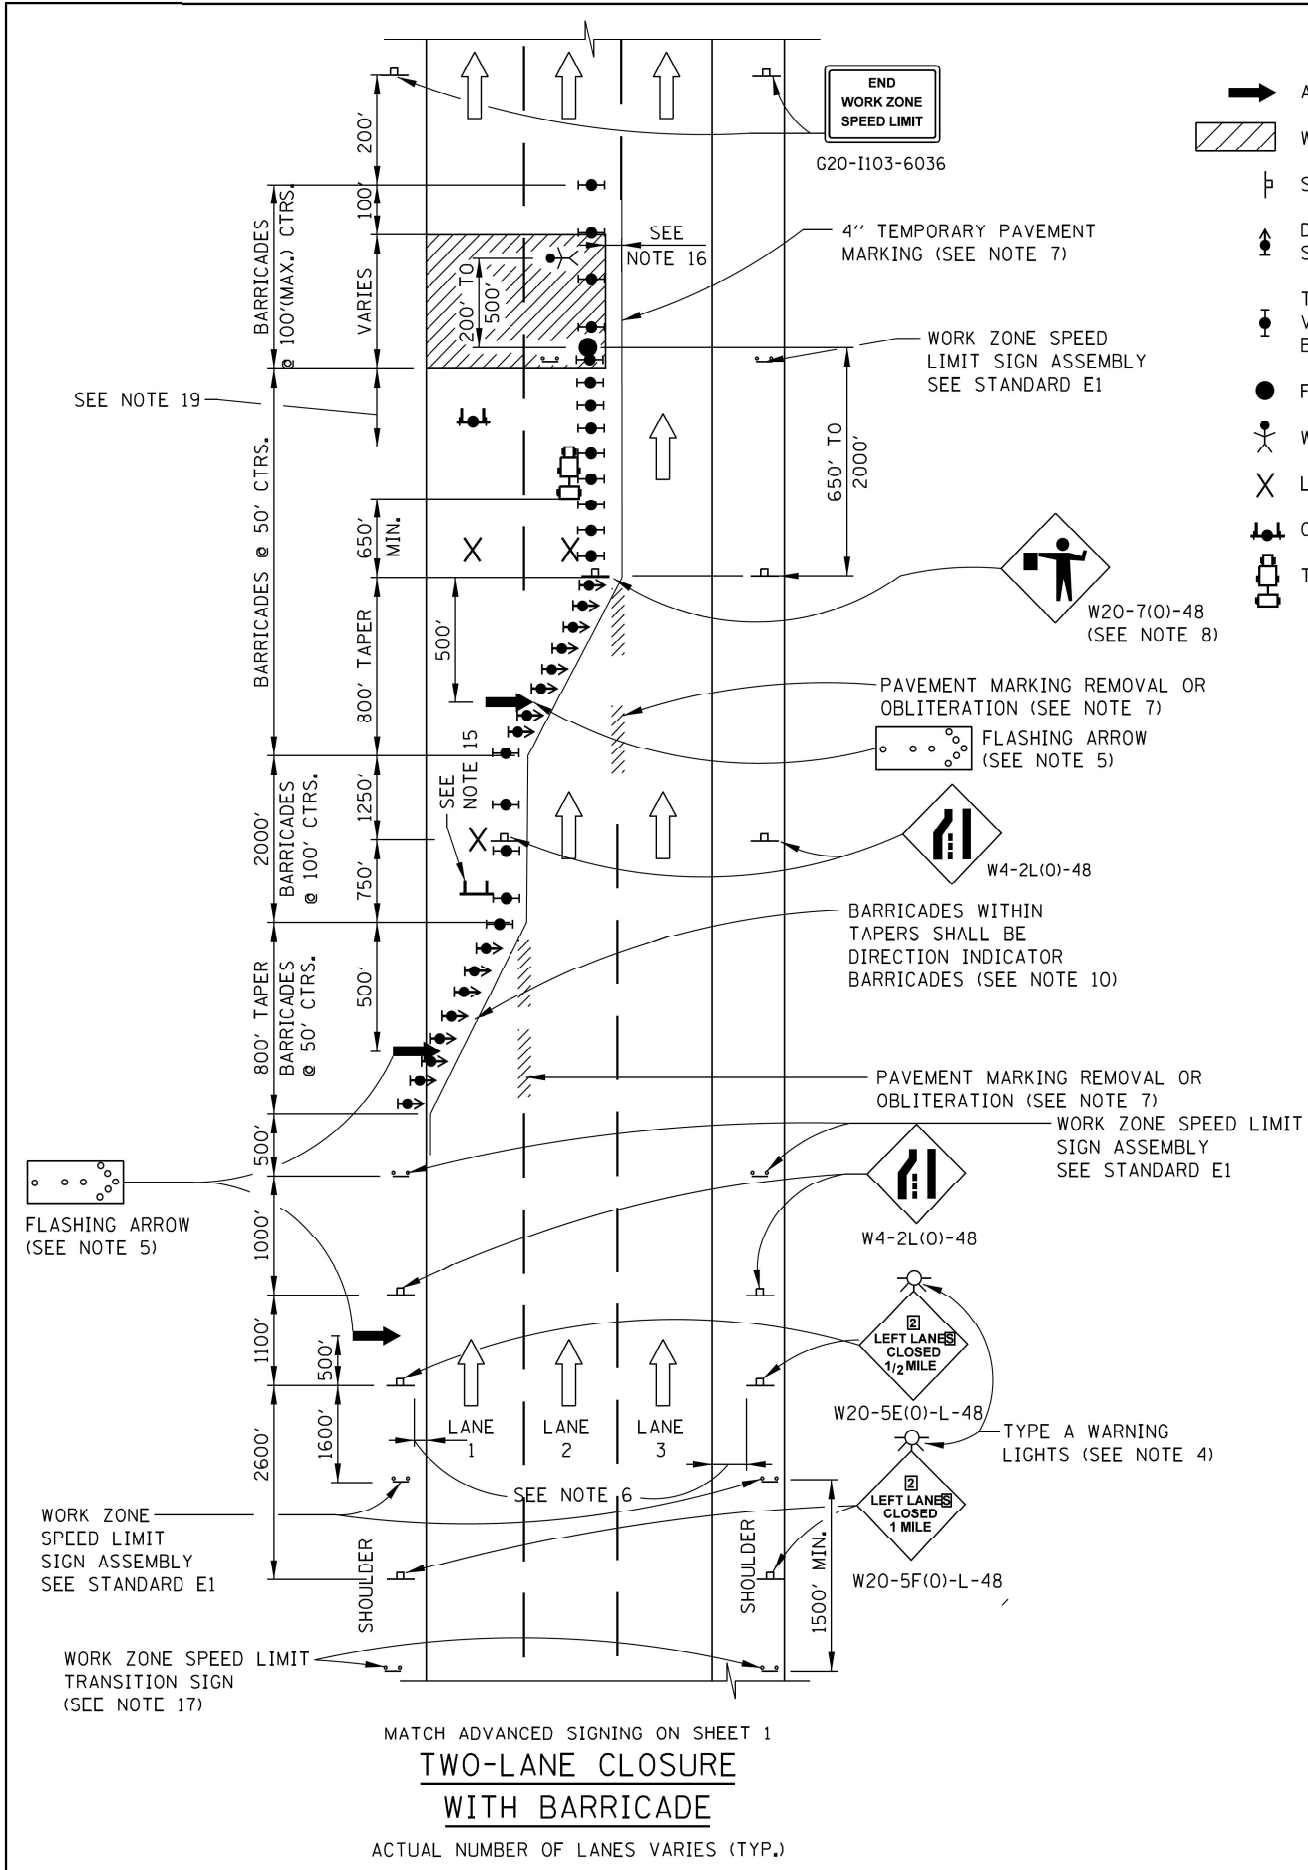 END
WORK ZONE
SPEED LIMIT
G20-I103-6036
200'
100'
BARRICADES
@ 100'(MAX.) CTRS.
VARIES
200' TO
500'
SEE
NOTE 16
4'' TEMPORARY PAVEMENT
MARKING (SEE NOTE 7)
WORK ZONE SPEED
LIMIT SIGN ASSEMBLY
SEE STANDARD E1
SEE NOTE 19
BARRICADES @ 50' CTRS.
650'
MIN.
650' TO
2000'
W20-7(O)-48
(SEE NOTE 8)
800' TAPER
500'
PAVEMENT MARKING REMOVAL OR
OBLITERATION (SEE NOTE 7)
FLASHING ARROW
(SEE NOTE 5)
SEE
NOTE 15
2000'
BARRICADES
@ 100' CTRS.
1250'
750'
W4-2L(O)-48
BARRICADES WITHIN
TAPERS SHALL BE
DIRECTION INDICATOR
BARRICADES (SEE NOTE 10)
800' TAPER
BARRICADES
@ 50' CTRS.
500'
PAVEMENT MARKING REMOVAL OR
OBLITERATION (SEE NOTE 7)
WORK ZONE SPEED LIMIT
SIGN ASSEMBLY
SEE STANDARD E1
500'
FLASHING ARROW
(SEE NOTE 5)
1000'
W4-2L(O)-48
1100'
500'
2
LEFT LANES
CLOSED
1/2 MILE
W20-5E(O)-L-48
LANE
1
LANE
2
LANE
3
TYPE A WARNING
LIGHTS (SEE NOTE 4)
2600'
1600'
SEE NOTE 6
2
LEFT LANES
CLOSED
1 MILE
W20-5F(O)-L-48
WORK ZONE
SPEED LIMIT
SIGN ASSEMBLY
SEE STANDARD E1
SHOULDER
SHOULDER
1500' MIN.
WORK ZONE SPEED LIMIT
TRANSITION SIGN
(SEE NOTE 17)
MATCH ADVANCED SIGNING ON SHEET 1
TWO-LANE CLOSURE
WITH BARRICADE
ACTUAL NUMBER OF LANES VARIES (TYP.)